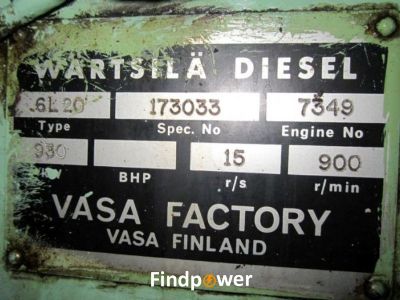 WÄRTSILÄ DIESEL
6L20 173033 7349
Type Spec. No Engine No
930 15 900
BHP r/s r/min
VASA FACTORY
VASA FINLAND
Findpower